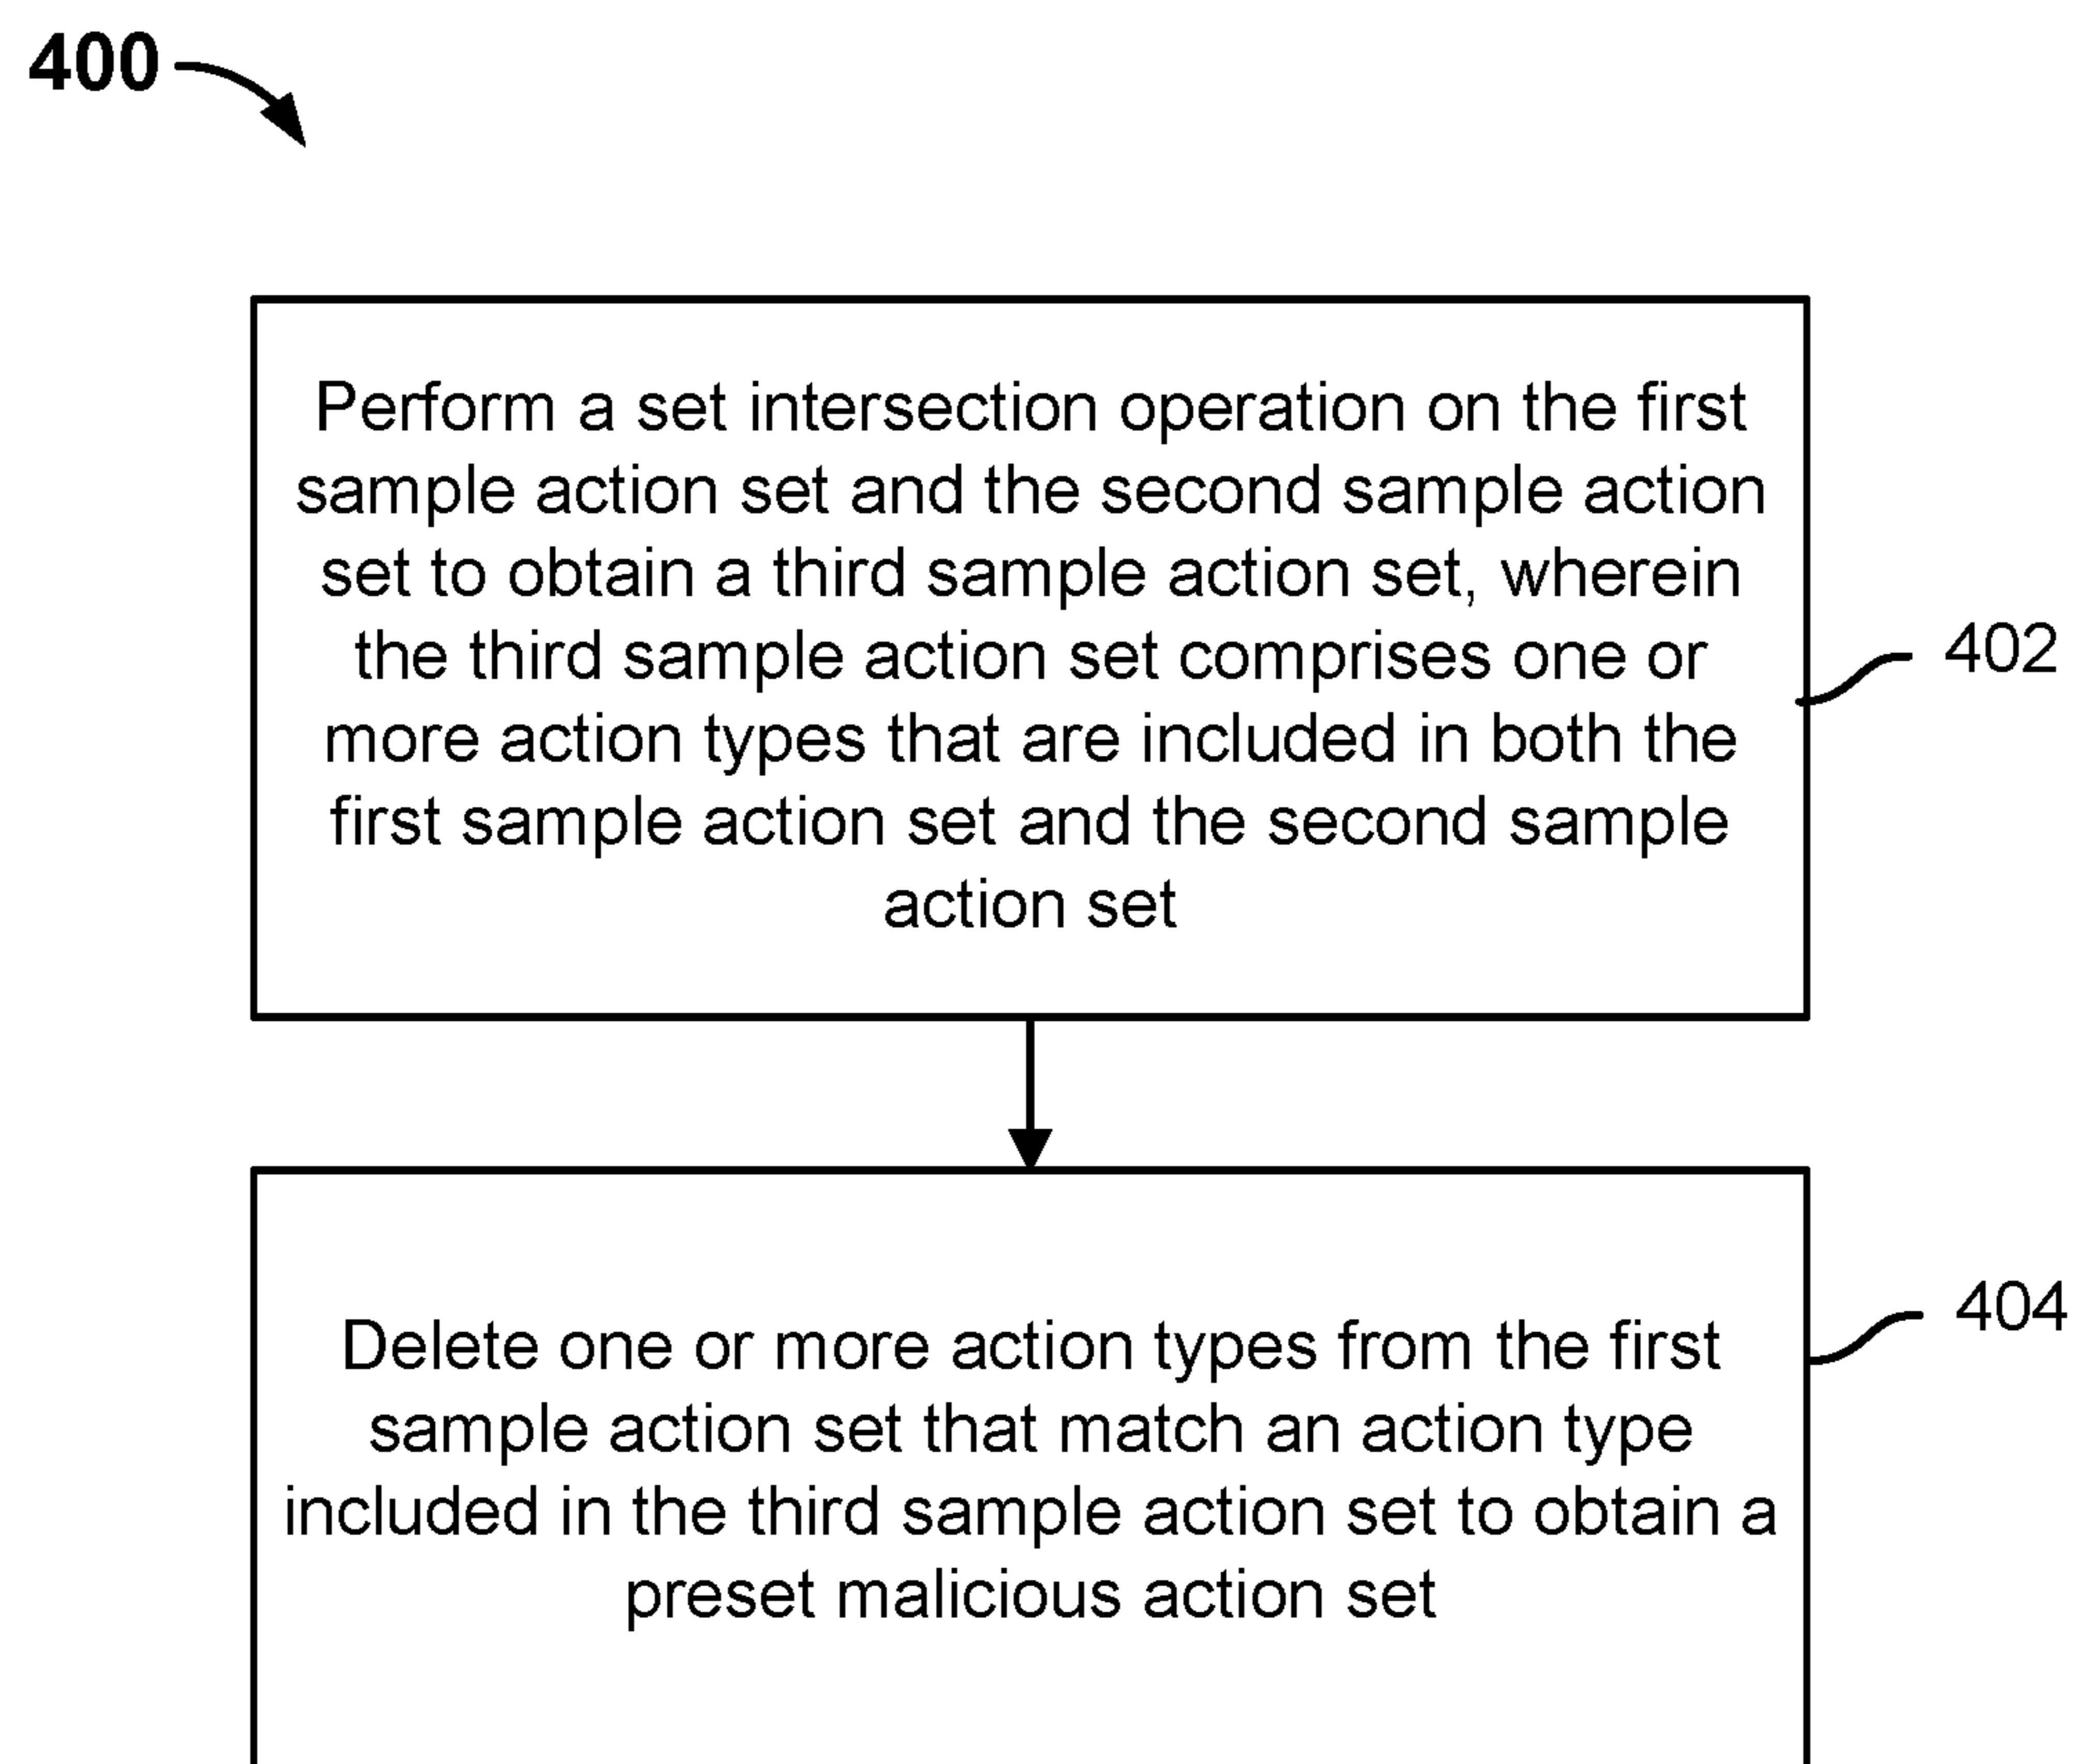 400
Perform a set intersection operation on the first
sample action set and the second sample action
set to obtain a third sample action set, wherein
the third sample action set comprises one or
more action types that are included in both the
first sample action set and the second sample
action set
402
Delete one or more action types from the first
sample action set that match an action type
included in the third sample action set to obtain a
preset malicious action set
404